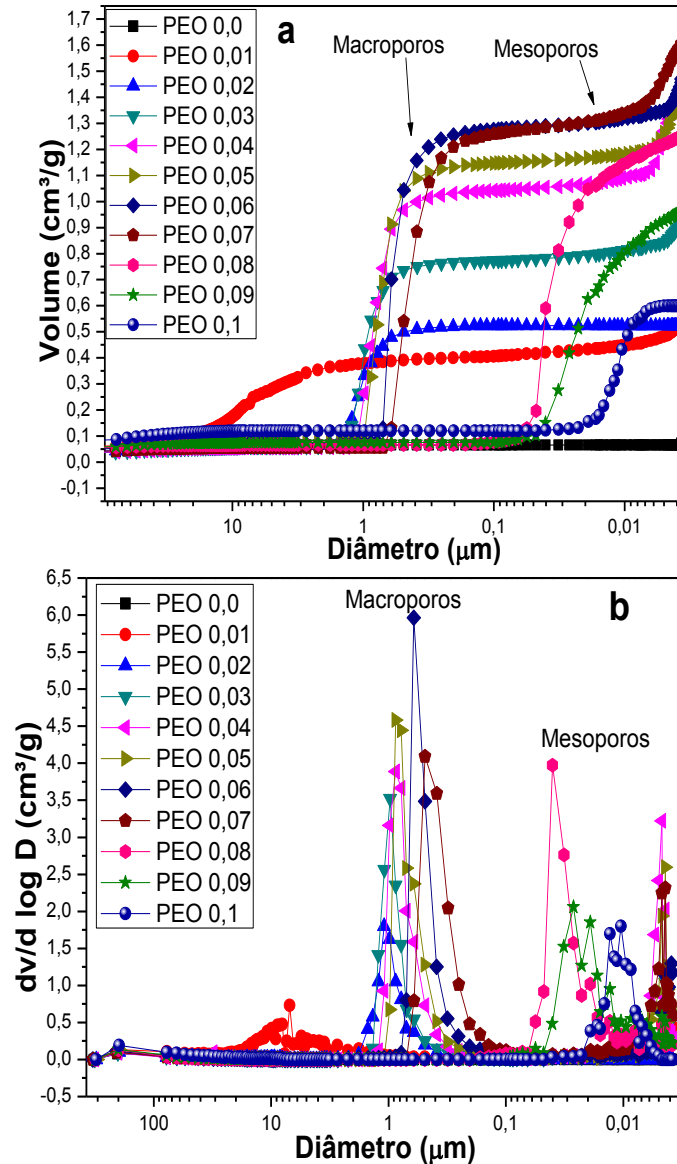 a
Macroporos
Mesoporos
PEO 0,0
PEO 0,01
PEO 0,02
PEO 0,03
PEO 0,04
PEO 0,05
PEO 0,06
PEO 0,07
PEO 0,08
PEO 0,09
PEO 0,1
1,7
1,6
1,5
1,4
1,3
1,2
1,1
1,0
0,9
0,8
0,7
0,6
0,5
0,4
0,3
0,2
0,1
0,0
-0,1
Volume (cm³/g)
10
1
0,1
0,01
Diâmetro (μm)
b
Macroporos
Mesoporos
PEO 0,0
PEO 0,01
PEO 0,02
PEO 0,03
PEO 0,04
PEO 0,05
PEO 0,06
PEO 0,07
PEO 0,08
PEO 0,09
PEO 0,1
6,5
6,0
5,5
5,0
4,5
4,0
3,5
3,0
2,5
2,0
1,5
1,0
0,5
0,0
-0,5
dv/d log D (cm³/g)
100
10
1
0,1
0,01
Diâmetro (μm)